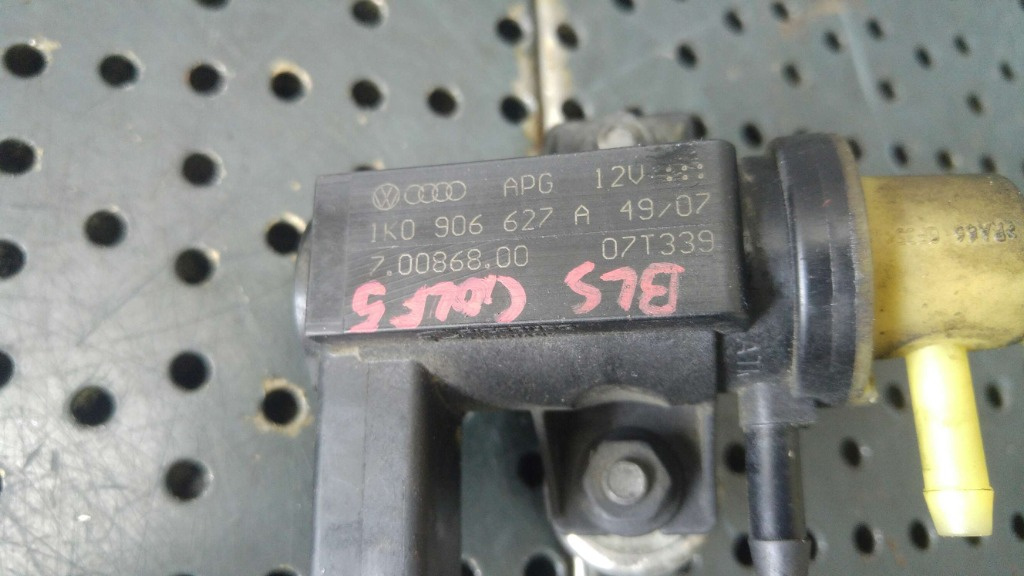 APG 12V
1K0 906 627 A 49/07
7.00868.00 07T339
BLS GOLF 5